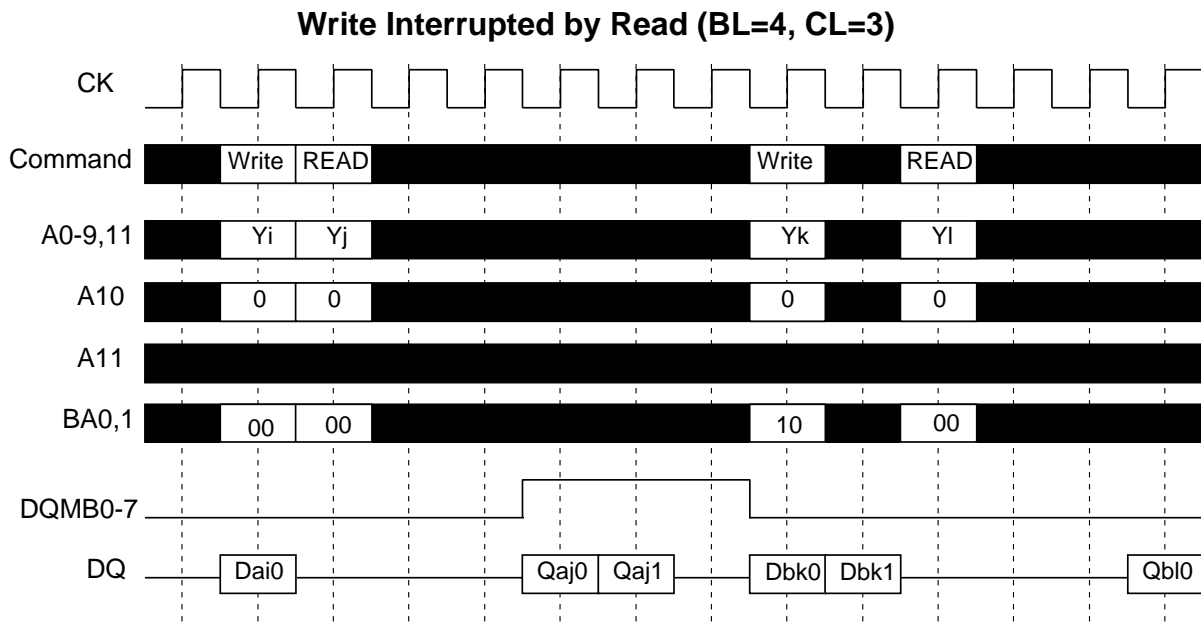 Write Interrupted by Read (BL=4, CL=3)
CK
Command Write READ Write READ
A0-9,11 Yi Yj Yk Yl
A10 0 0 0 0
A11
BA0,1 00 00 10 00
DQMB0-7
DQ Dai0 Qaj0 Qaj1 Dbk0 Dbk1 Qbl0